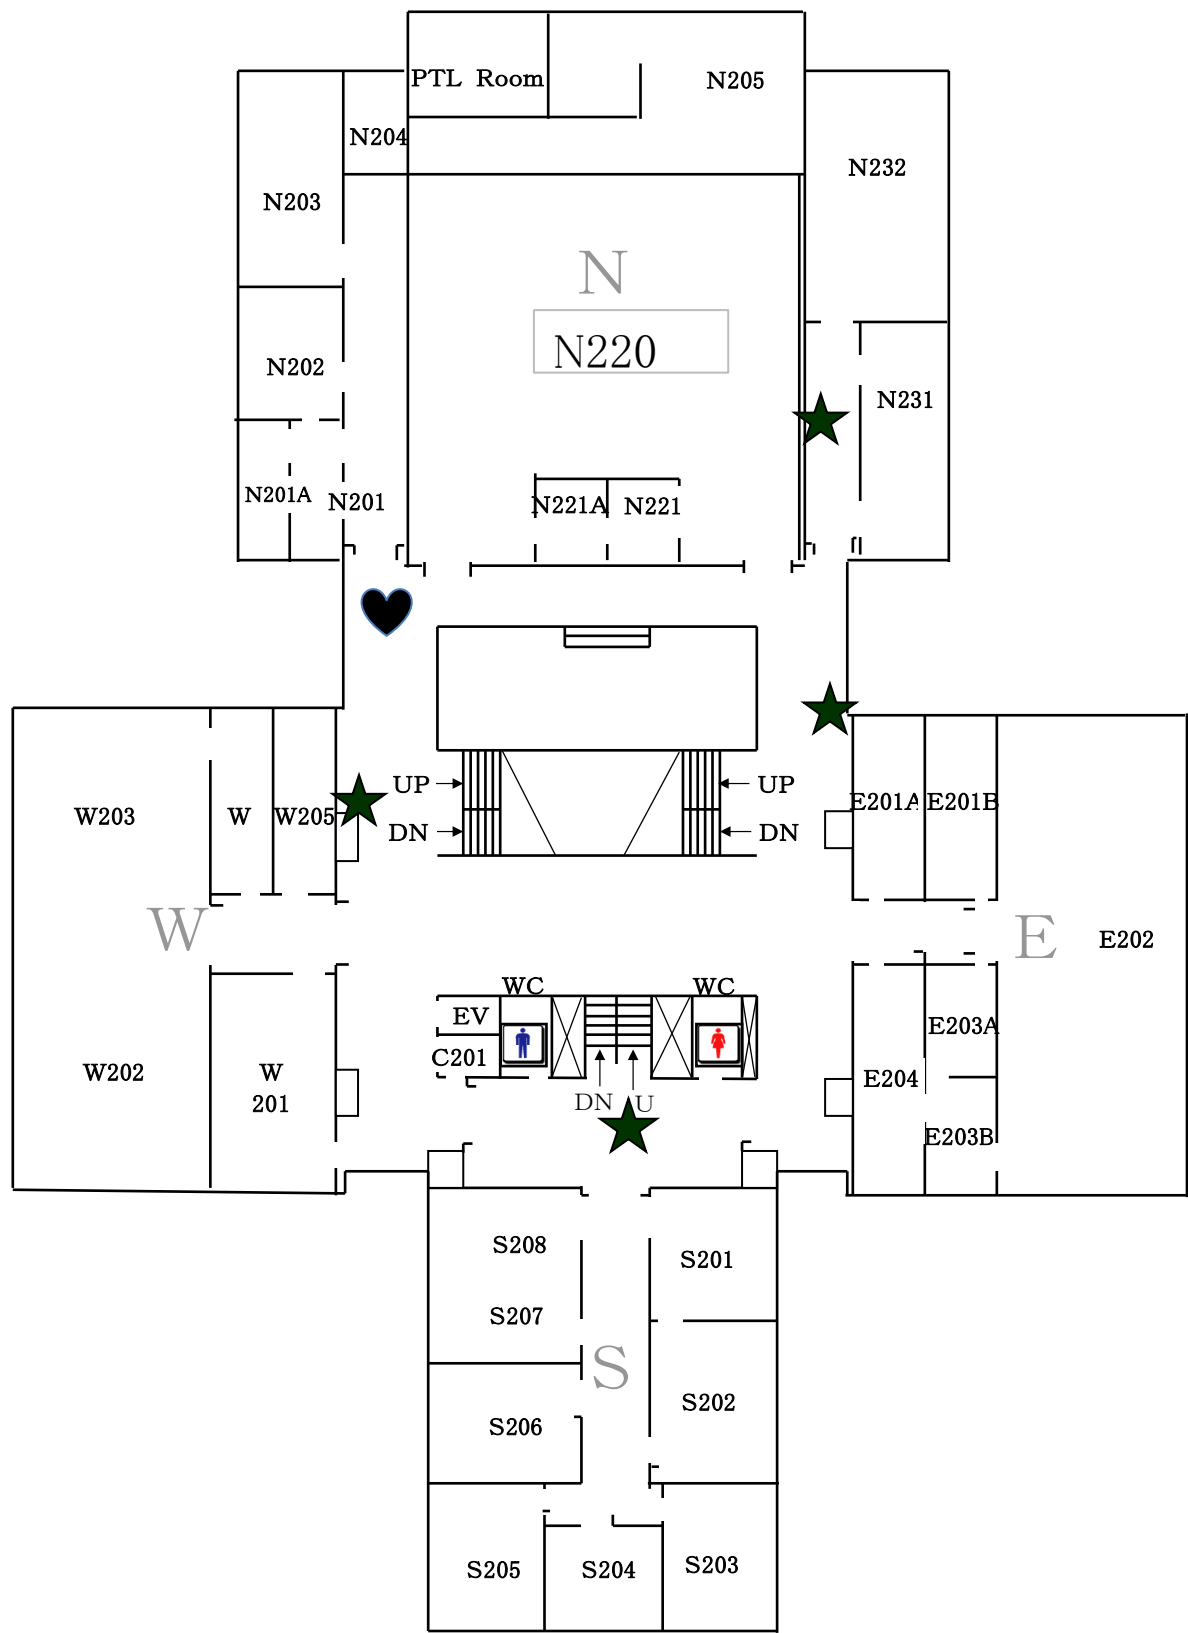 PTL Room
N205
N204
N232
N203
N
N220
N202
N231
N201A
N201
N221A
N221
UP
UP
W203
W
W205
E201A
E201B
DN
DN
W
E
E202
WC
WC
EV
E203A
C201
W202
W
201
E204
DN
U
E203B
S208
S201
S207
S
S202
S206
S205
S204
S203